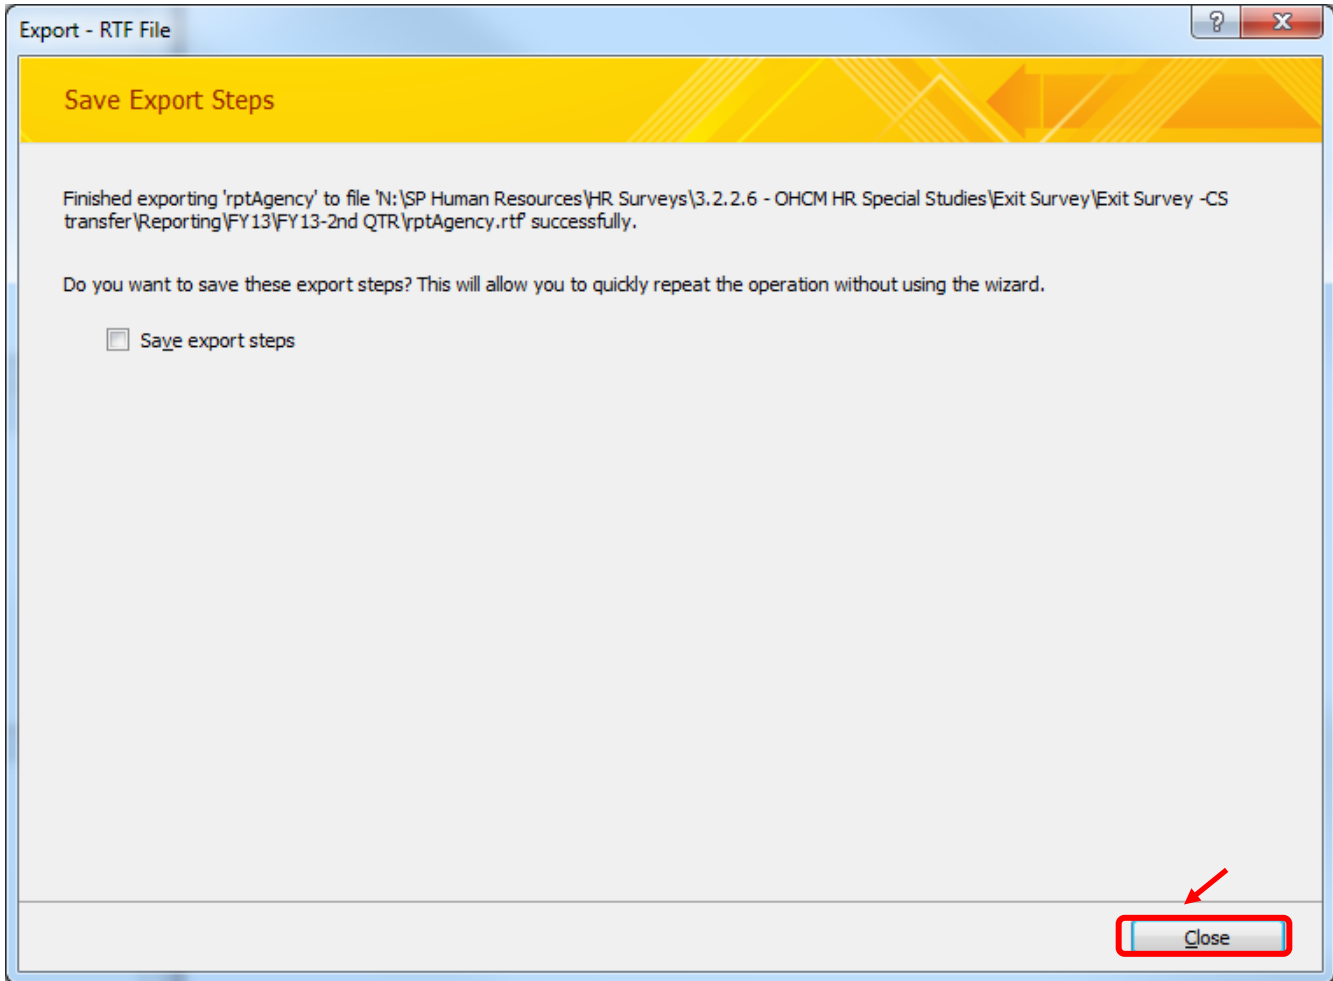 Export - RTF File
Save Export Steps
Finished exporting 'rptAgency' to file 'N:\SP Human Resources\HR Surveys\3.2.2.6 - OHCM HR Special Studies\Exit Survey\Exit Survey -CS
transfer\Reporting\FY13\FY13-2nd QTR\rptAgency.rtf' successfully.
Do you want to save these export steps? This will allow you to quickly repeat the operation without using the wizard.
Save export steps
Close